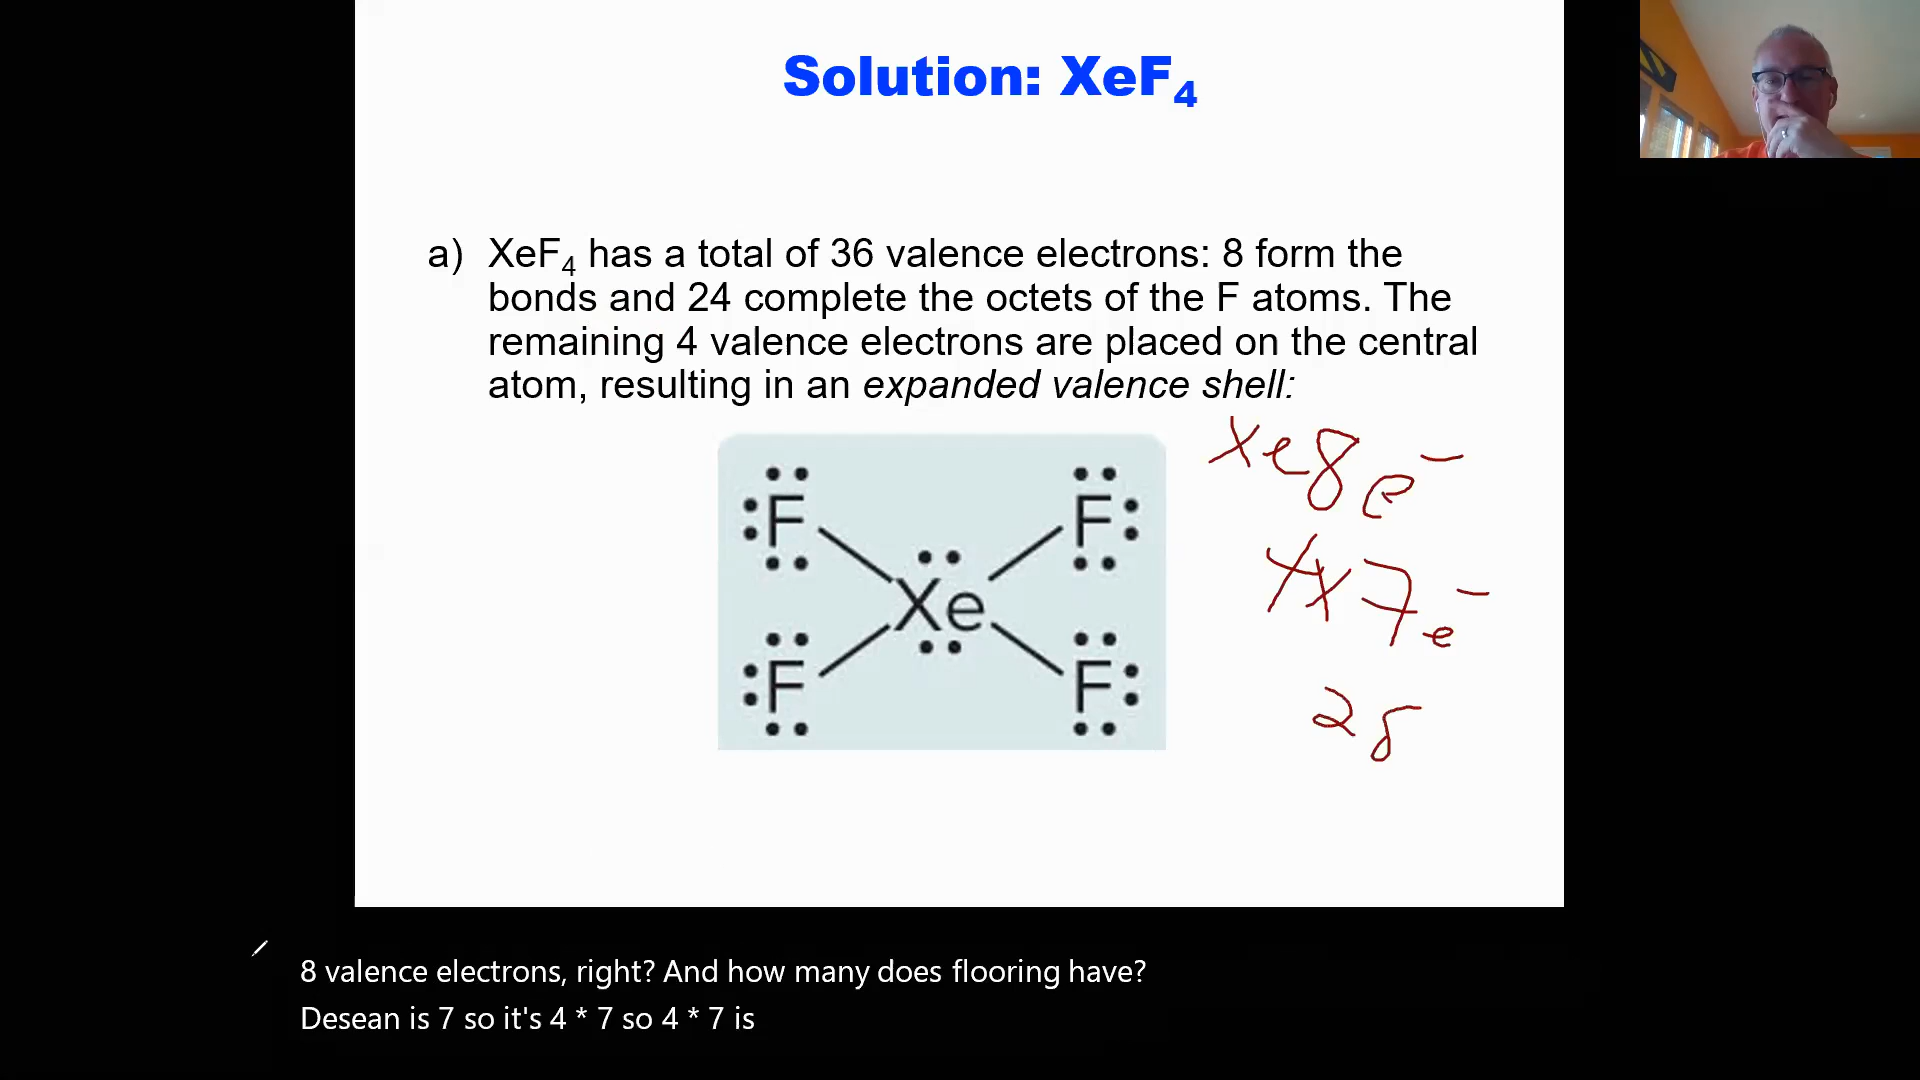 Solution: XeF4
a) XeF4 has a total of 36 valence electrons: 8 form the
bonds and 24 complete the octets of the F atoms. The
remaining 4 valence electrons are placed on the central
atom, resulting in an expanded valence shell:
Xe 8 e⁻
F F
4x7e⁻
Xe
F F
28
8 valence electrons, right? And how many does flooring have?
Desean is 7 so it's 4 * 7 so 4 * 7 is